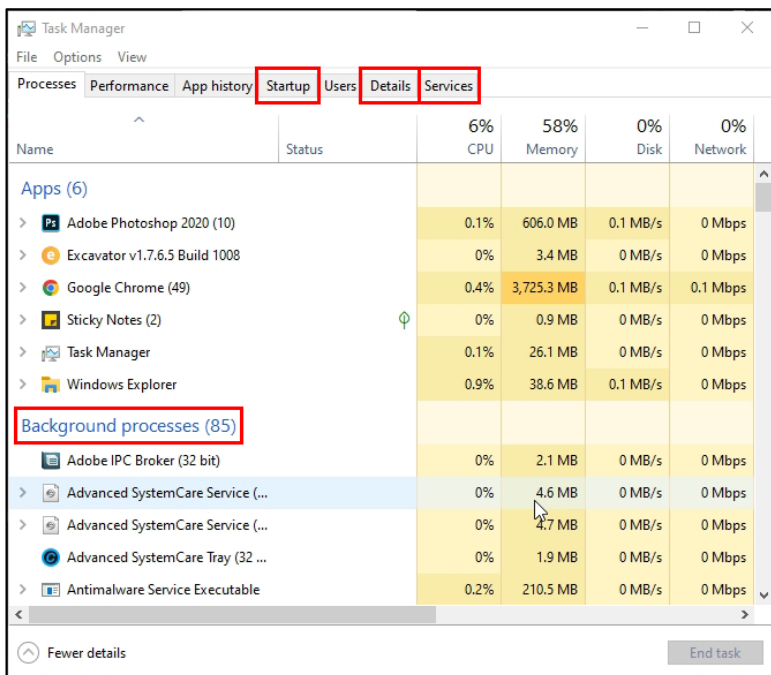 Task Manager
File Options View
Processes Performance App history Startup Users Details Services
6% 58% 0% 0%
Name Status CPU Memory Disk Network
Apps (6)
Adobe Photoshop 2020 (10) 0.1% 606.0 MB 0.1 MB/s 0 Mbps
Excavator v1.7.6.5 Build 1008 0% 3.4 MB 0 MB/s 0 Mbps
Google Chrome (49) 0.4% 3,725.3 MB 0.1 MB/s 0.1 Mbps
Sticky Notes (2) 0% 0.9 MB 0 MB/s 0 Mbps
Task Manager 0.1% 26.1 MB 0 MB/s 0 Mbps
Windows Explorer 0.9% 38.6 MB 0.1 MB/s 0 Mbps
Background processes (85)
Adobe IPC Broker (32 bit) 0% 2.1 MB 0 MB/s 0 Mbps
Advanced SystemCare Service (... 0% 4.6 MB 0 MB/s 0 Mbps
Advanced SystemCare Service (... 0% 4.7 MB 0 MB/s 0 Mbps
Advanced SystemCare Tray (32 ... 0% 1.9 MB 0 MB/s 0 Mbps
Antimalware Service Executable 0.2% 210.5 MB 0 MB/s 0 Mbps
Fewer details End task